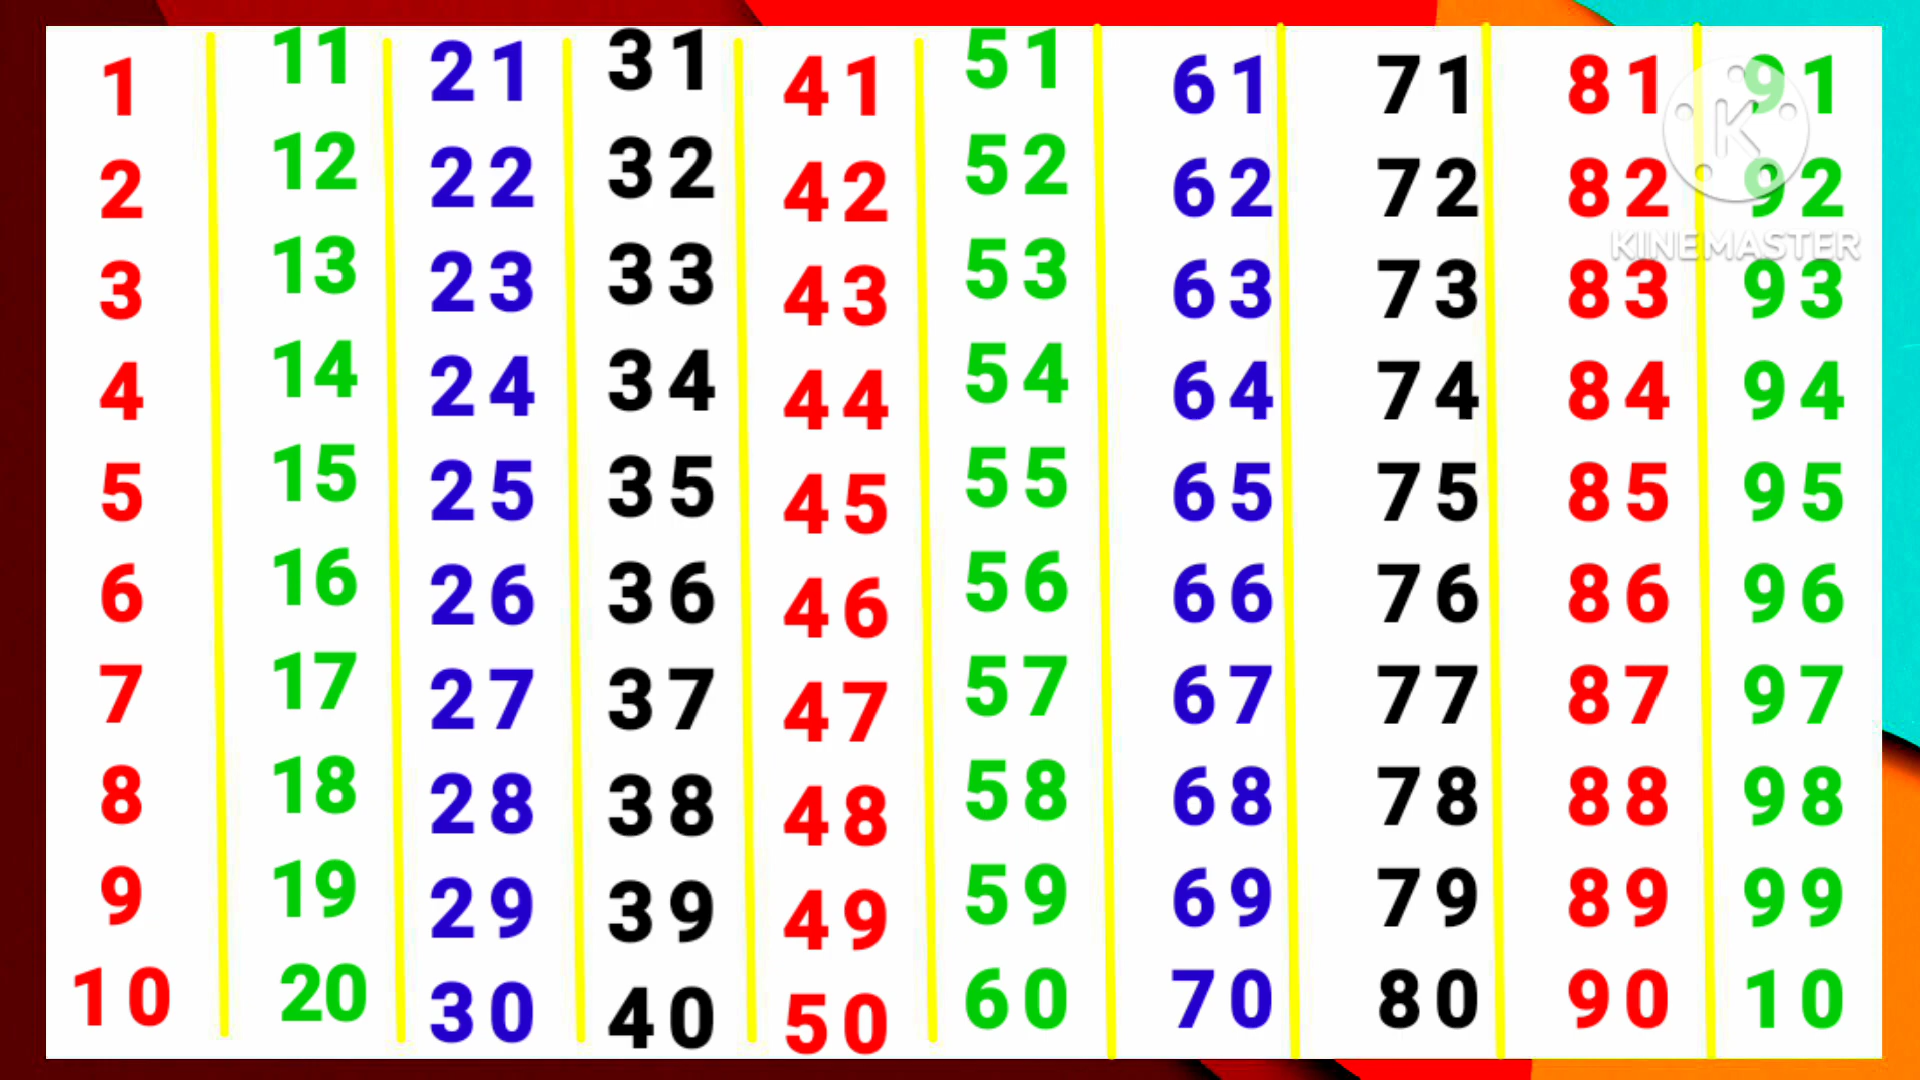 1 11 21 31 41 51 61 71 81 91
2 12 22 32 42 52 62 72 82 92
KINEMASTER
3 13 23 33 43 53 63 73 83 93
4 14 24 34 44 54 64 74 84 94
5 15 25 35 45 55 65 75 85 95
6 16 26 36 46 56 66 76 86 96
7 17 27 37 47 57 67 77 87 97
8 18 28 38 48 58 68 78 88 98
9 19 29 39 49 59 69 79 89 99
10 20 30 40 50 60 70 80 90 10